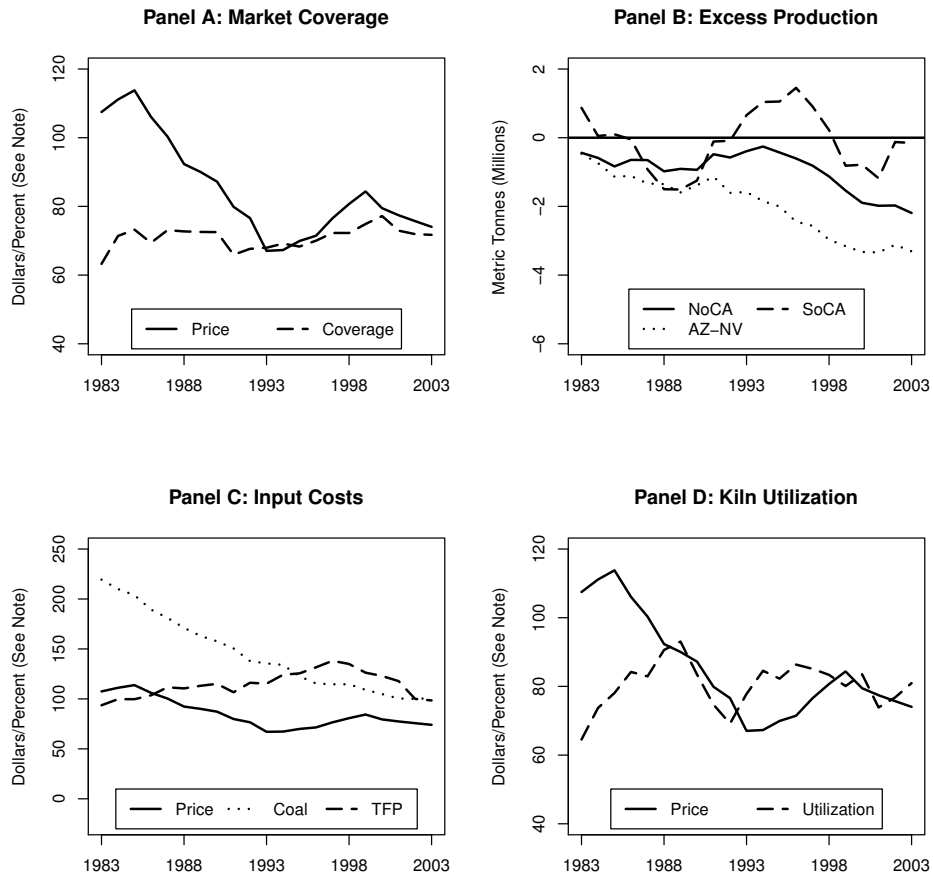 Panel A: Market Coverage
Dollars/Percent (See Note)
120
100
80
60
40
Price Coverage
1983 1988 1993 1998 2003
Panel B: Excess Production
Metric Tonnes (Millions)
2
0
−2
−4
−6
NoCA SoCA
AZ−NV
1983 1988 1993 1998 2003
Panel C: Input Costs
Dollars/Percent (See Note)
250
200
150
100
50
0
Price Coal TFP
1983 1988 1993 1998 2003
Panel D: Kiln Utilization
Dollars/Percent (See Note)
120
100
80
60
40
Price Utilization
1983 1988 1993 1998 2003